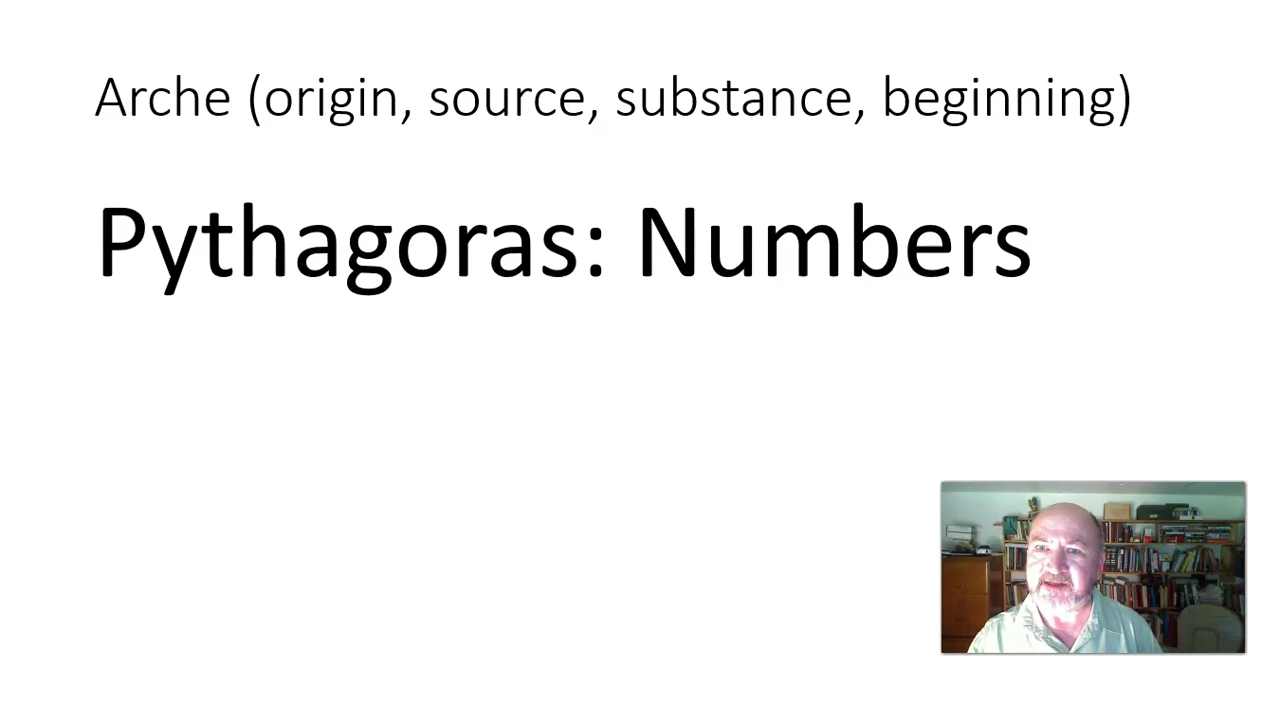 Arche (origin, source, substance, beginning)
Pythagoras: Numbers